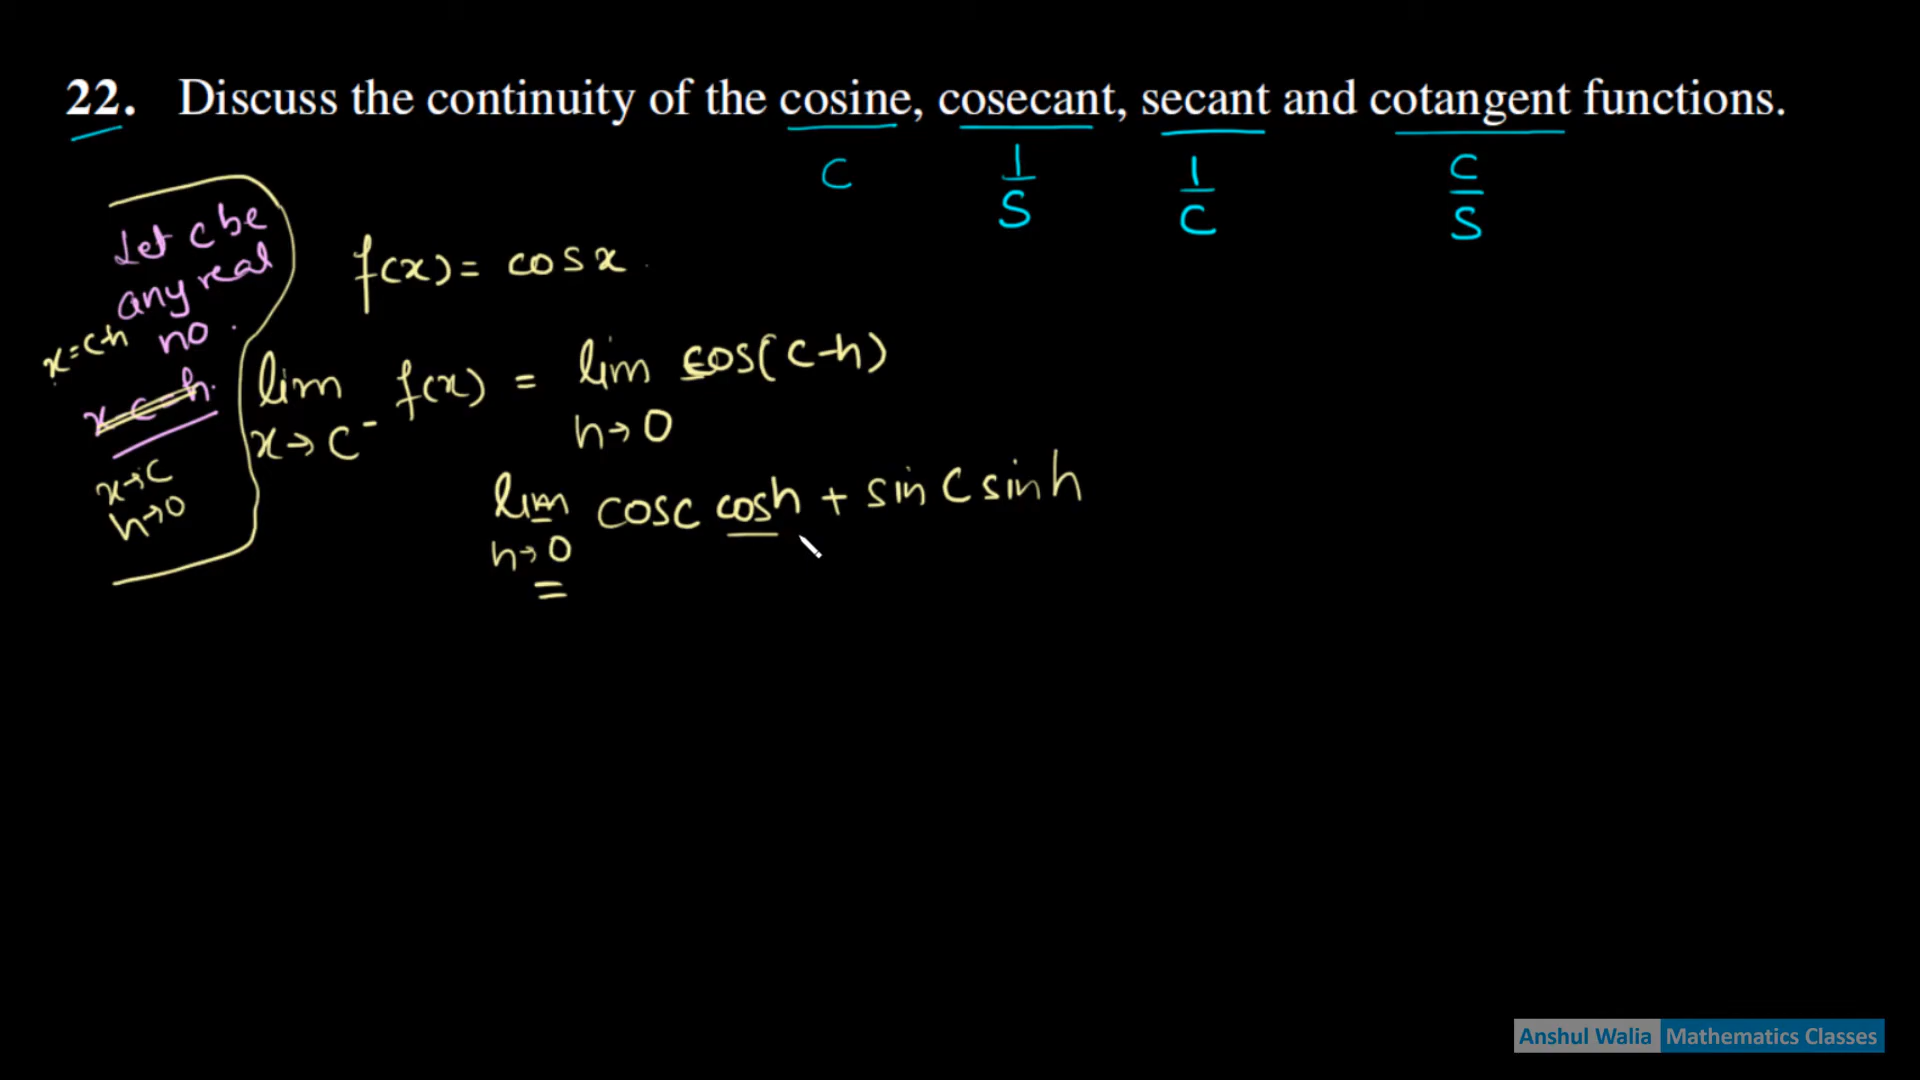 22. Discuss the continuity of the cosine, cosecant, secant and cotangent functions.
C 1/S 1/C C/S
Let c be
any real
no.
x=c-h
x=c-h
x→c
h→0
f(x) = cos x
lim f(x) = lim cos(c-h)
x→c⁻ h→0
lim cosc cosh + sin c sinh
h→0
=
Anshul Walia Mathematics Classes